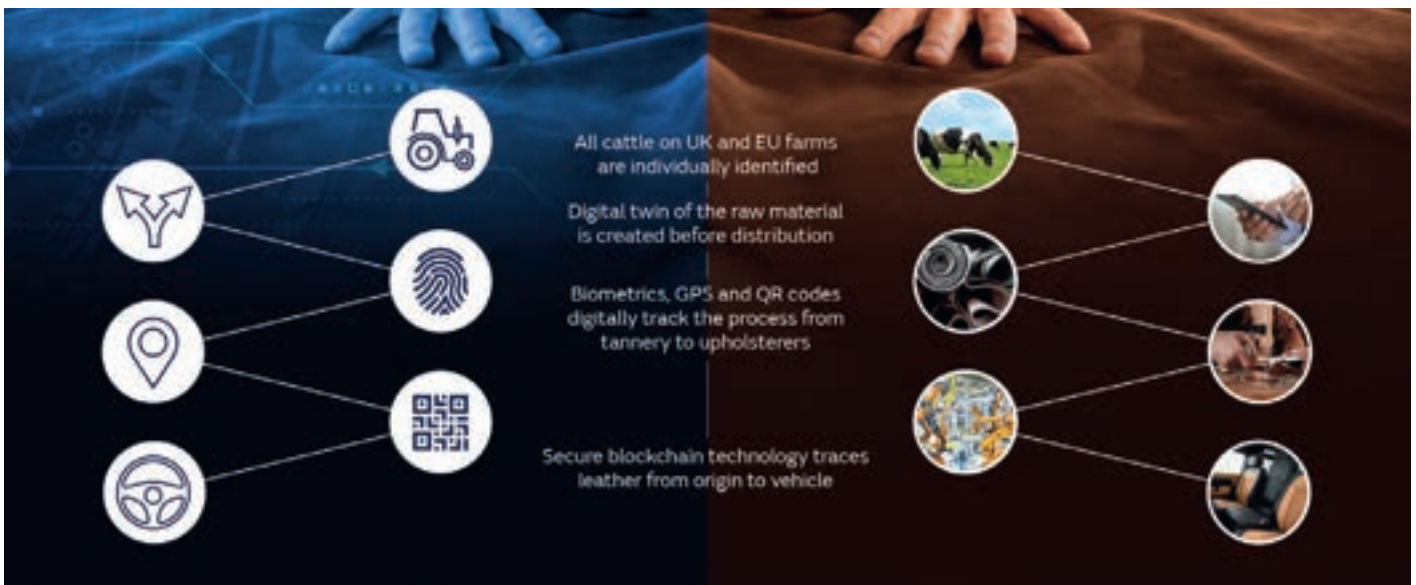 All cattle on UK and EU farms
are individually identified
Digital twin of the raw material
is created before distribution
Biometrics, GPS and QR codes
digitally track the process from
tannery to upholsterers
Secure blockchain technology traces
leather from origin to vehicle